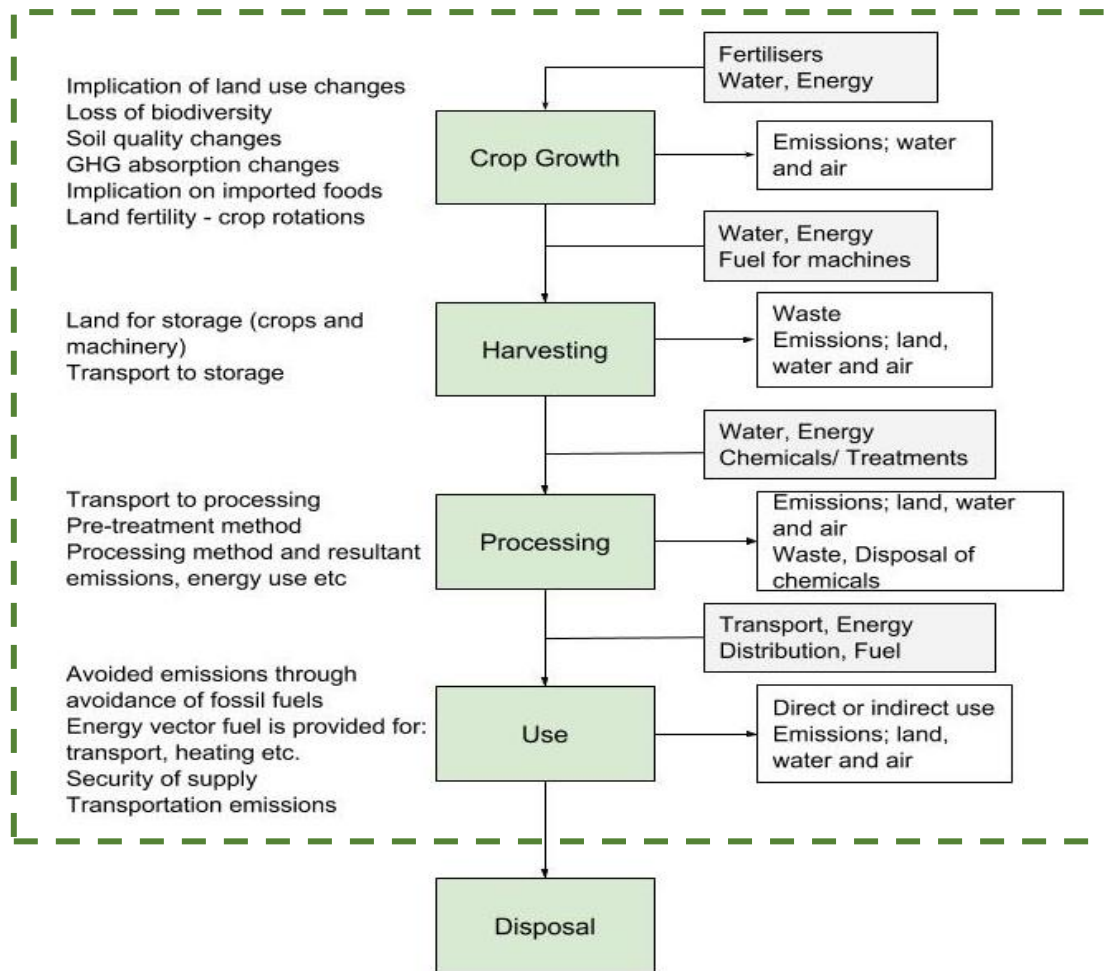 Fertilisers
Water, Energy
Implication of land use changes
Loss of biodiversity
Soil quality changes
GHG absorption changes
Implication on imported foods
Land fertility - crop rotations
Crop Growth
Emissions; water
and air
Water, Energy
Fuel for machines
Land for storage (crops and
machinery)
Transport to storage
Harvesting
Waste
Emissions; land,
water and air
Water, Energy
Chemicals/ Treatments
Transport to processing
Pre-treatment method
Processing method and resultant
emissions, energy use etc
Processing
Emissions; land, water
and air
Waste, Disposal of
chemicals
Transport, Energy
Distribution, Fuel
Avoided emissions through
avoidance of fossil fuels
Energy vector fuel is provided for:
transport, heating etc.
Security of supply
Transportation emissions
Use
Direct or indirect use
Emissions; land,
water and air
Disposal